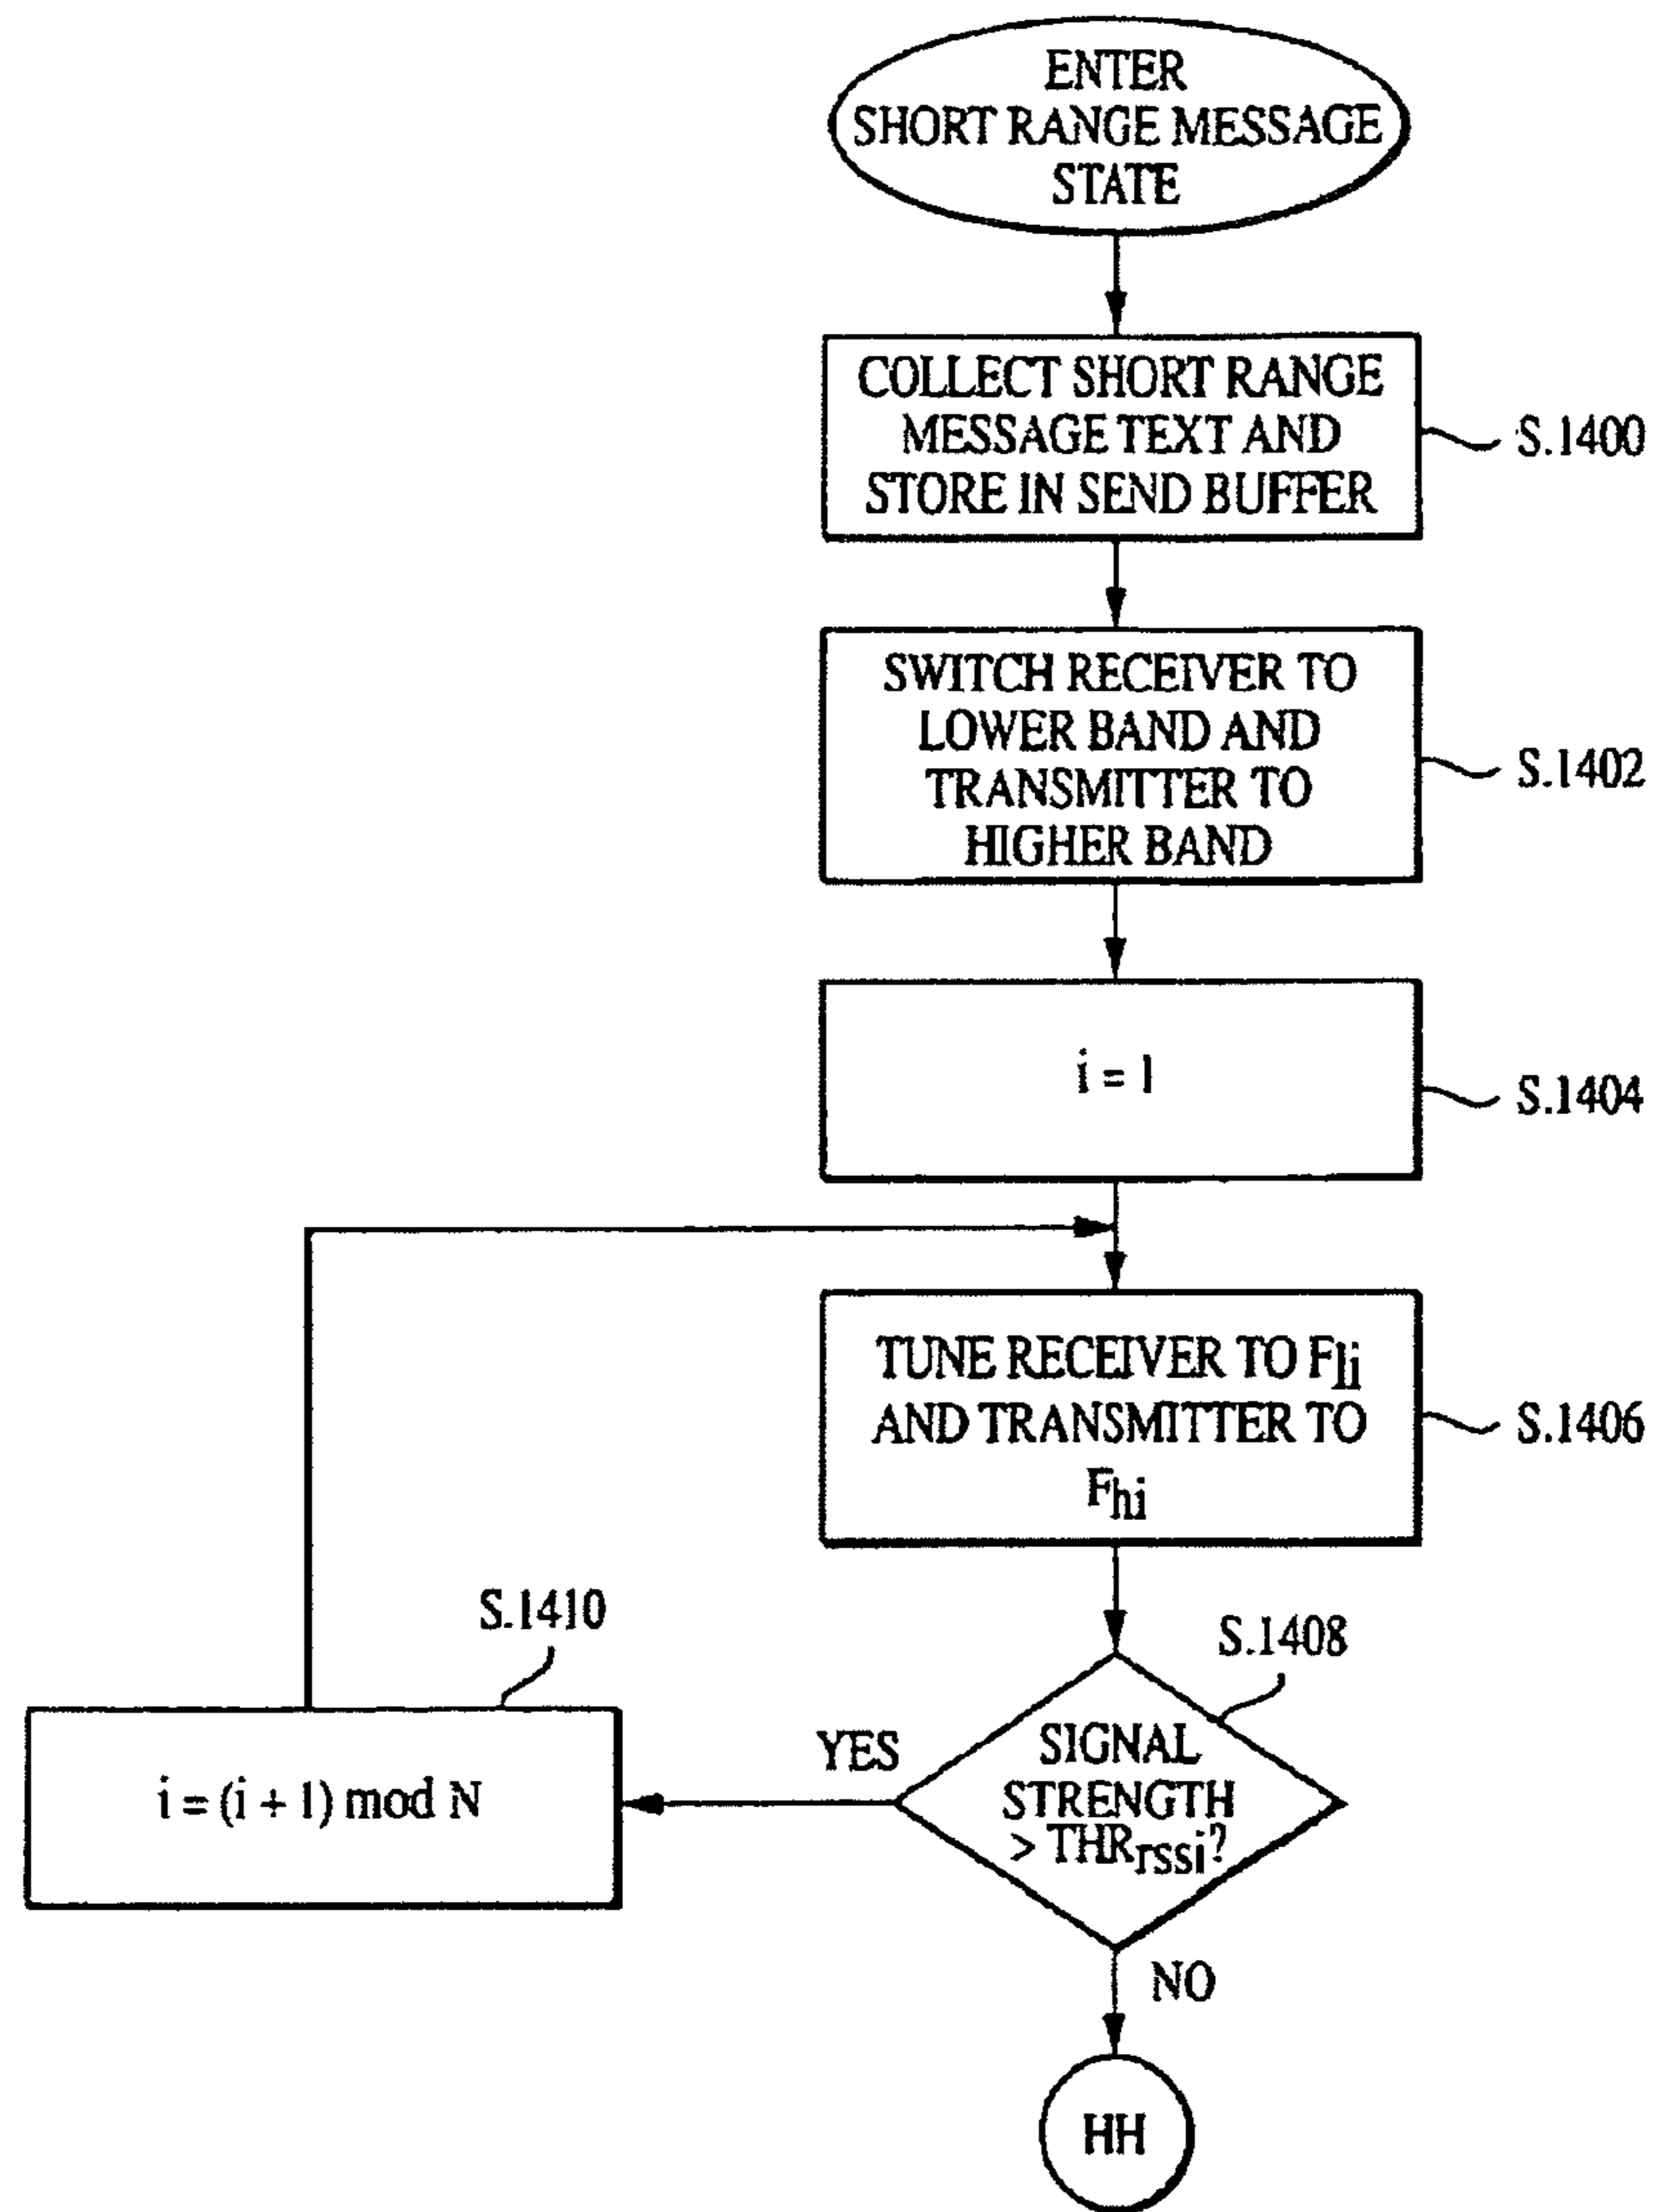 ENTER
SHORT RANGE MESSAGE
STATE
COLLECT SHORT RANGE
MESSAGE TEXT AND
STORE IN SEND BUFFER
S.1400
SWITCH RECEIVER TO
LOWER BAND AND
TRANSMITTER TO
HIGHER BAND
S.1402
i = 1
S.1404
TUNE RECEIVER TO Fli
AND TRANSMITTER TO
Fhi
S.1406
S.1410
S.1408
i = (i + 1) mod N
YES
SIGNAL
STRENGTH
> THRrssi?
NO
HH